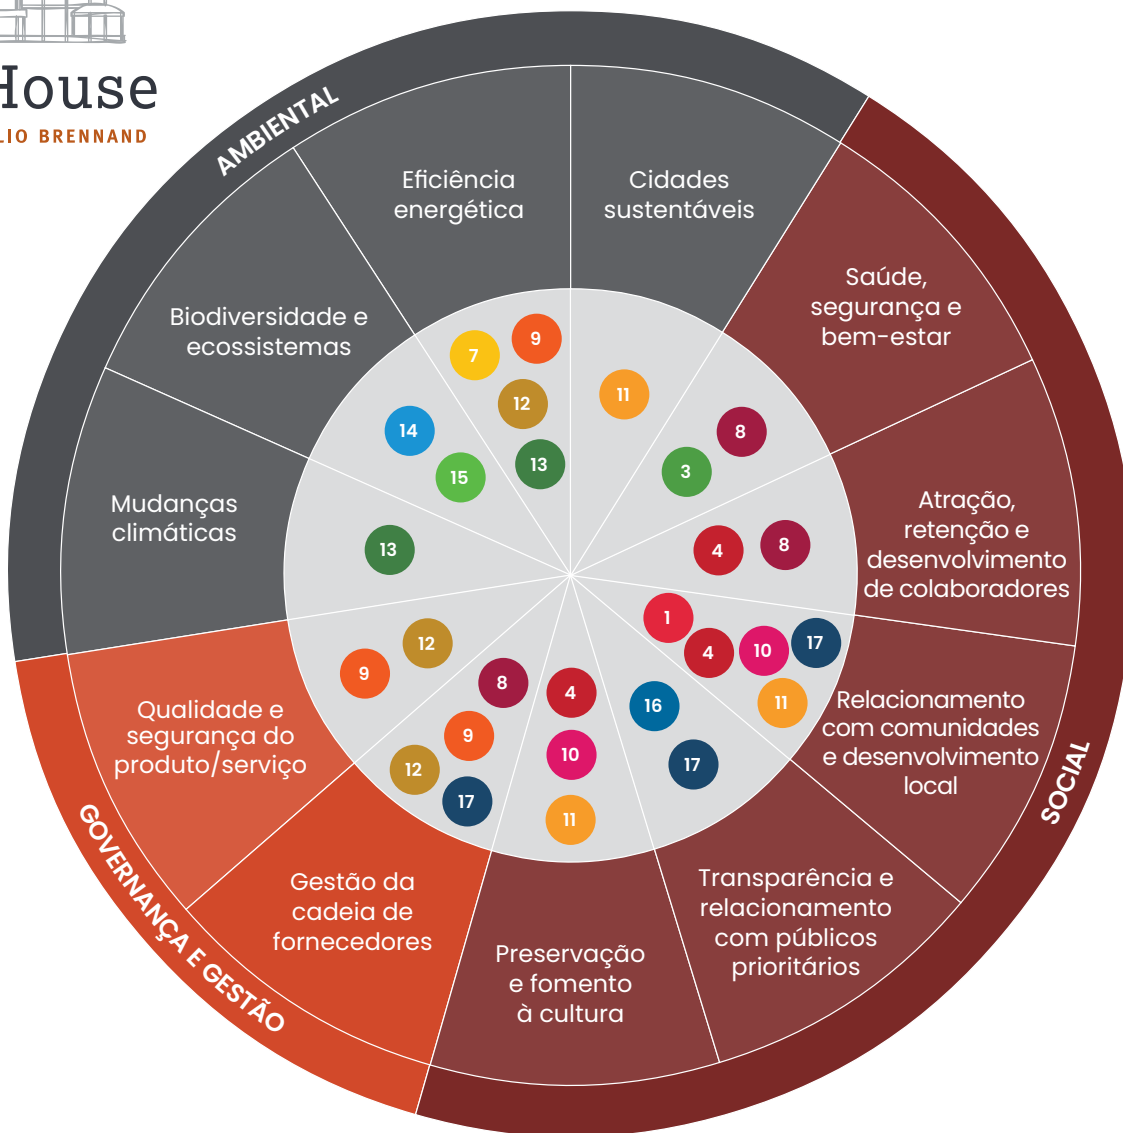 House
LIO BRENNAND
AMBIENTAL
Eficiência
energética
Cidades
sustentáveis
Biodiversidade e
ecossistemas
Mudanças
climáticas
Saúde,
segurança e
bem-estar
Atração,
retenção e
desenvolvimento
de colaboradores
Relacionamento
com comunidades
e desenvolvimento
local
SOCIAL
Transparência e
relacionamento
com públicos
prioritários
Preservação
e fomento
à cultura
Gestão da
cadeia de
fornecedores
Qualidade e
segurança do
produto/serviço
GOVERNANÇA E GESTÃO
7
9
12
13
11
14
15
13
8
3
4
8
1
4
10
17
11
16
17
4
10
11
8
9
12
17
12
9